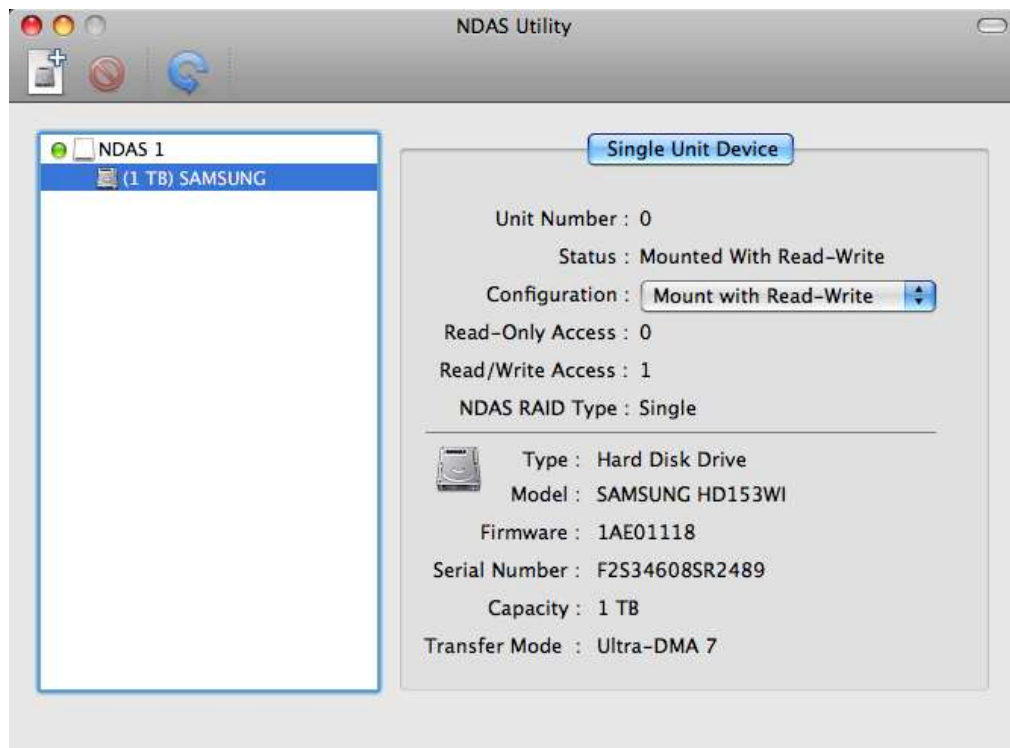 NDAS Utility
NDAS 1
(1 TB) SAMSUNG
Single Unit Device
Unit Number : 0
Status : Mounted With Read-Write
Configuration : Mount with Read-Write
Read-Only Access : 0
Read/Write Access : 1
NDAS RAID Type : Single
Type : Hard Disk Drive
Model : SAMSUNG HD153WI
Firmware : 1AE01118
Serial Number : F2S34608SR2489
Capacity : 1 TB
Transfer Mode : Ultra-DMA 7